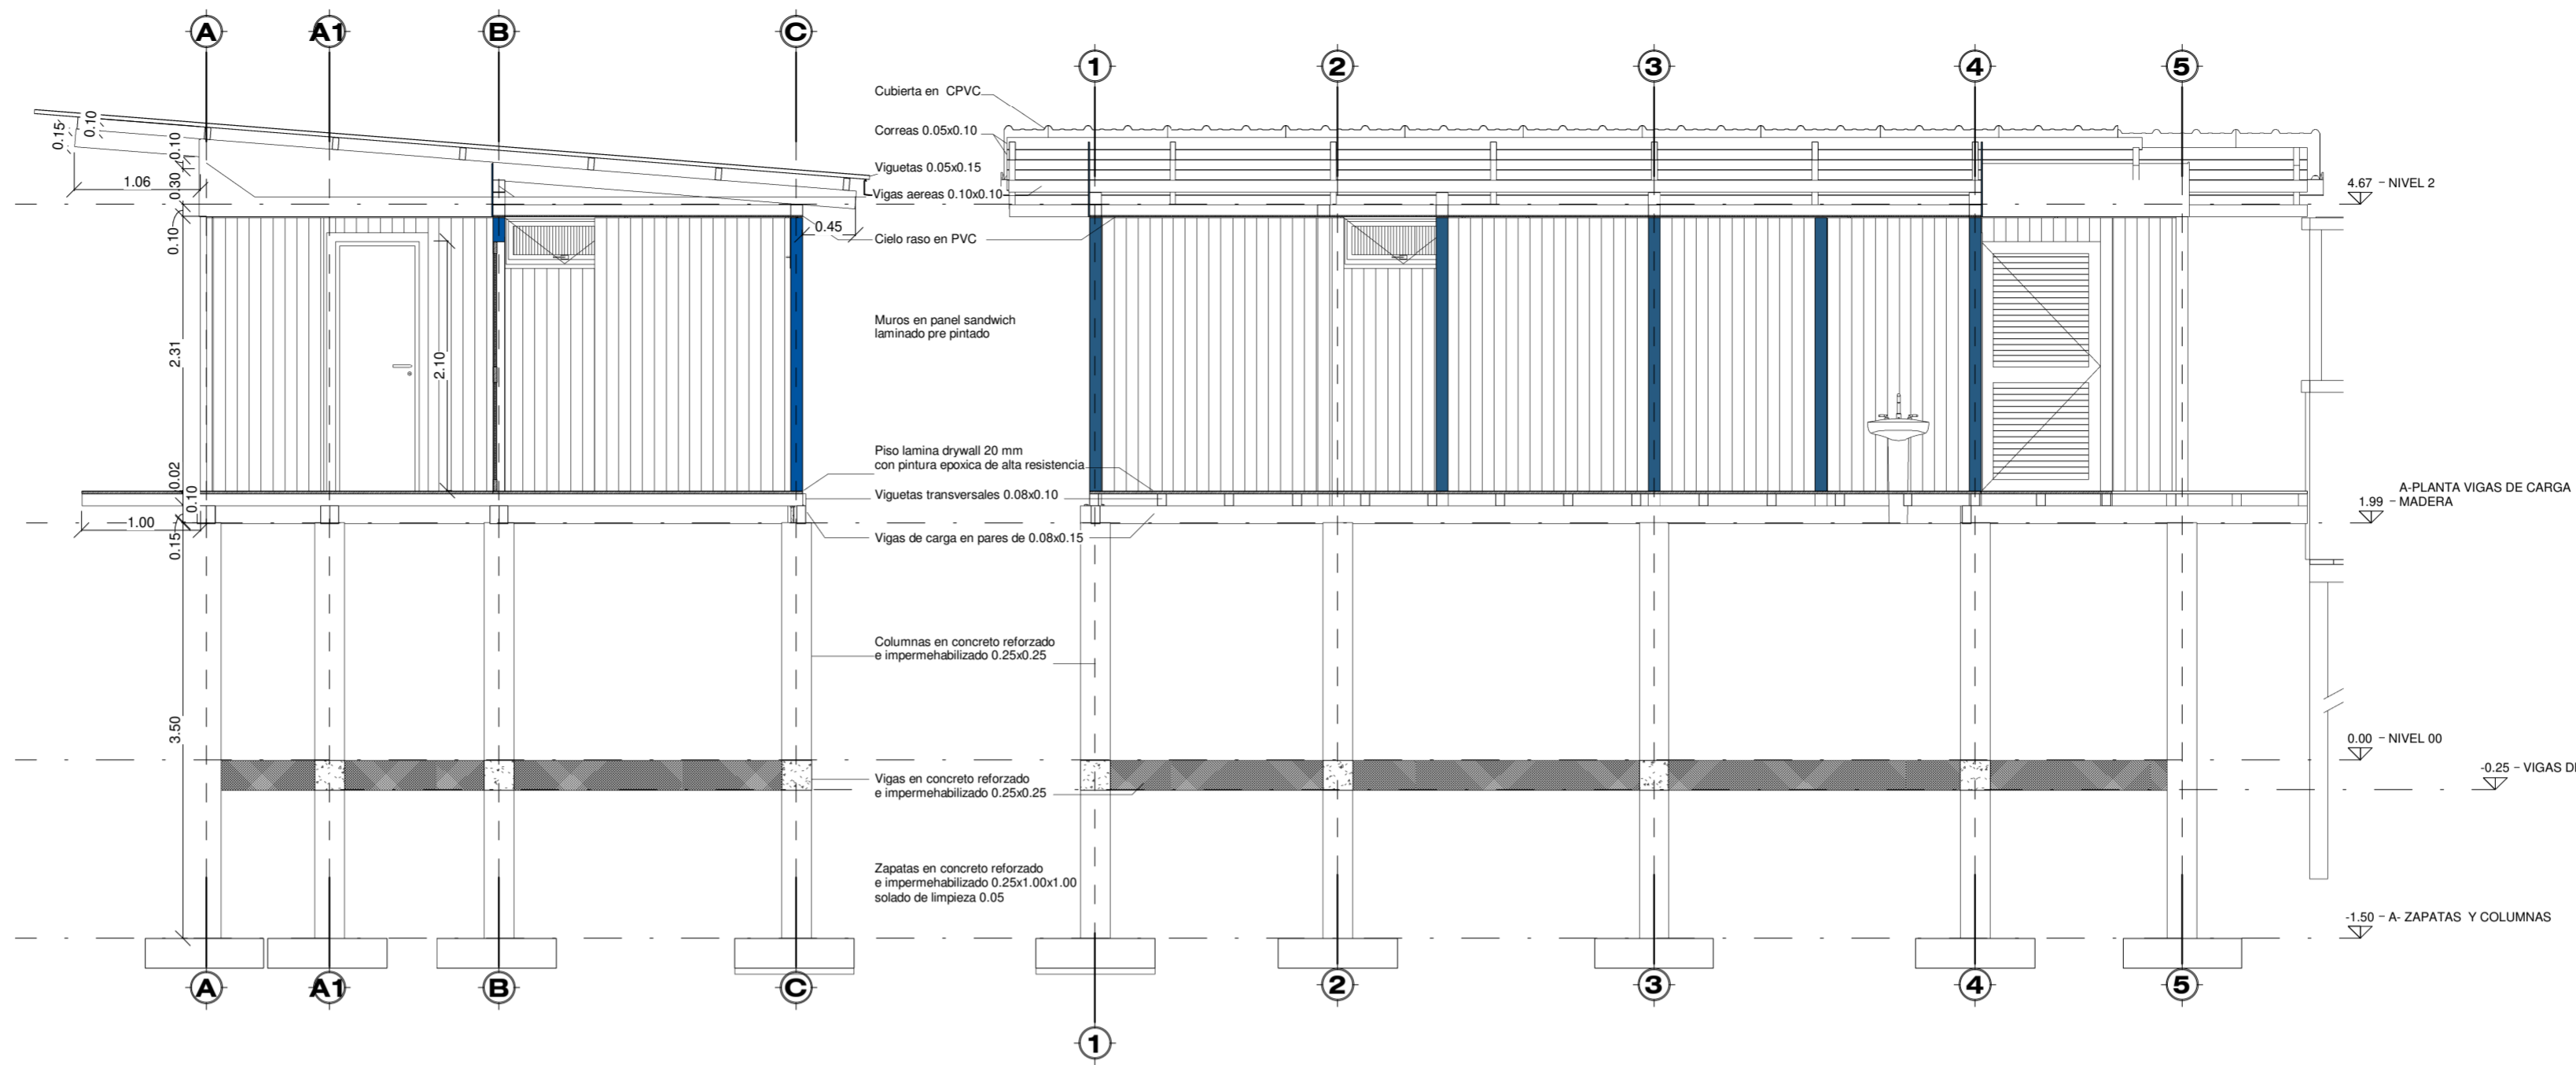 A A1 B C
1 2 3 4 5
Cubierta en CPVC
Correas 0.05x0.10
Viguetas 0.05x0.15
Vigas aereas 0.10x0.10
Cielo raso en PVC
Muros en panel sandwich
laminado pre pintado
Piso lamina drywall 20 mm
con pintura epoxica de alta resistencia
Viguetas transversales 0.08x0.10
Vigas de carga en pares de 0.08x0.15
Columnas en concreto reforzado
e impermehabilizado 0.25x0.25
Vigas en concreto reforzado
e impermehabilizado 0.25x0.25
Zapatas en concreto reforzado
e impermehabilizado 0.25x1.00x1.00
solado de limpieza 0.05
0.15
0.10
0.10
1.06
0.30
0.10
0.45
2.31
2.10
0.02
0.10
1.00
0.15
3.50
4.67 - NIVEL 2
A-PLANTA VIGAS DE CARGA
1.99 - MADERA
0.00 - NIVEL 00
-0.25 - VIGAS DE
-1.50 - A- ZAPATAS Y COLUMNAS
A A1 B C
2 3 4 5
1